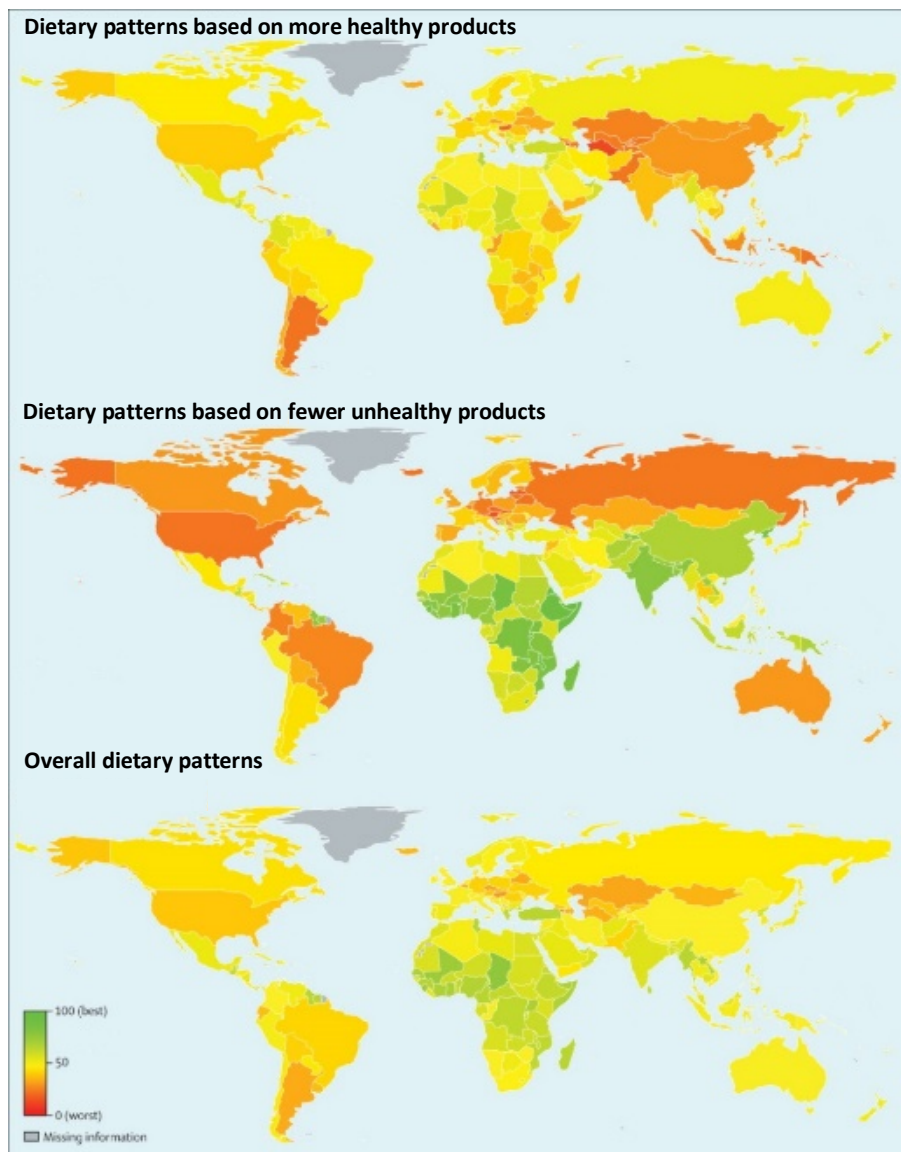 Dietary patterns based on more healthy products
Dietary patterns based on fewer unhealthy products
Overall dietary patterns
100 (best)
50
0 (worst)
Missing information